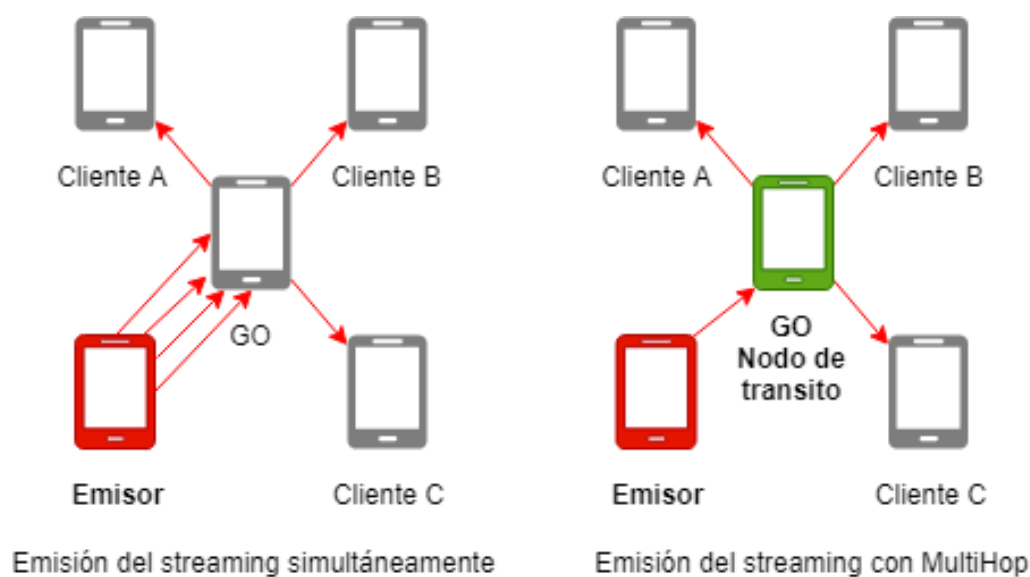 Cliente A
Cliente B
GO
Emisor
Cliente C
Emisión del streaming simultáneamente
Cliente A
Cliente B
GO
Nodo de
transito
Emisor
Cliente C
Emisión del streaming con MultiHop